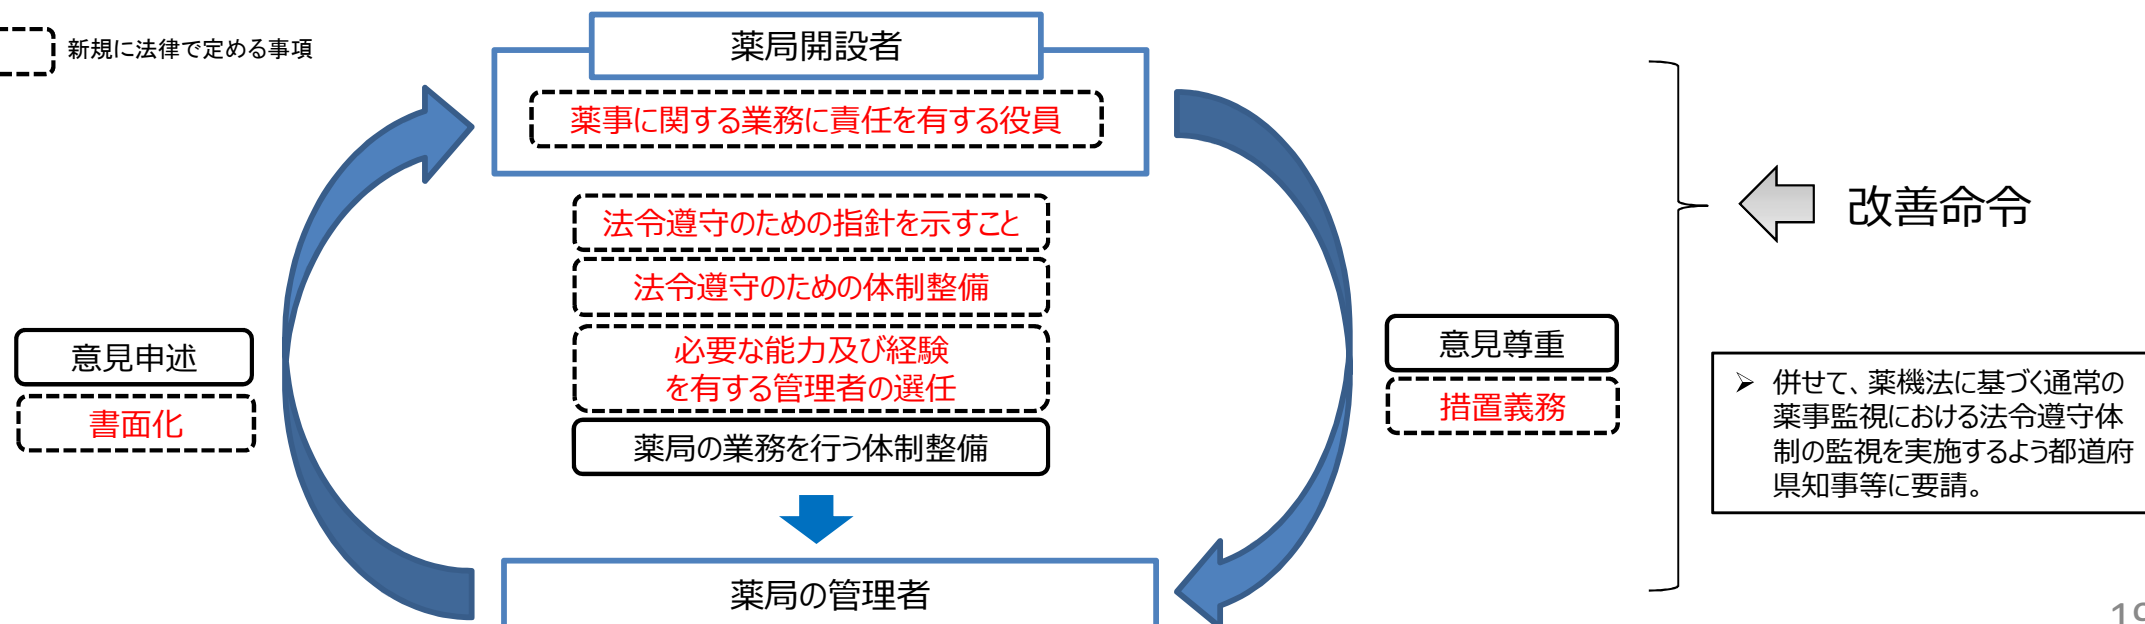 新規に法律で定める事項
薬局開設者
薬事に関する業務に責任を有する役員
法令遵守のための指針を示すこと
法令遵守のための体制整備
必要な能力及び経験
を有する管理者の選任
薬局の業務を行う体制整備
薬局の管理者
意見申述
書面化
意見尊重
措置義務
改善命令
➢ 併せて、薬機法に基づく通常の
薬事監視における法令遵守体
制の監視を実施するよう都道府
県知事等に要請。
19